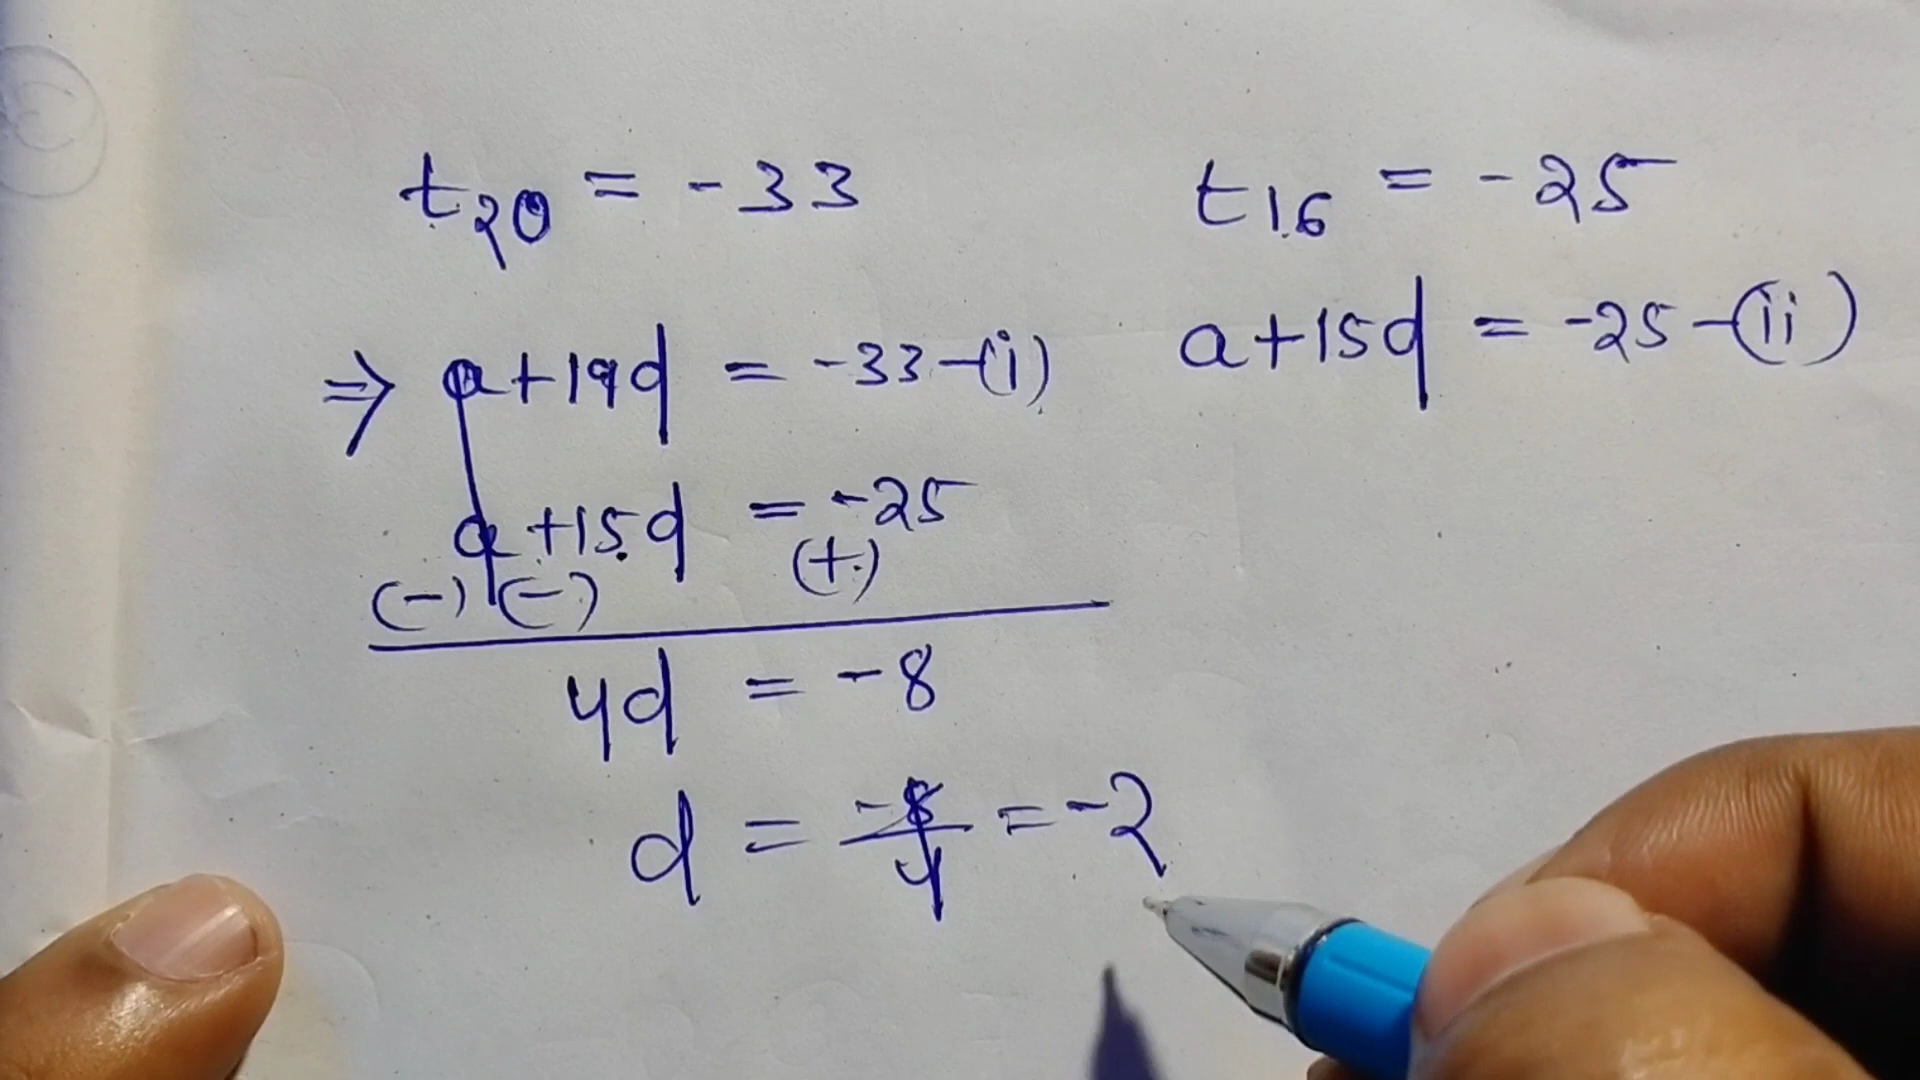 t₂₀ = -33
t₁₆ = -25
⇒ a+19d = -33-(i)
a+15d = -25-(ii)
a+15d = -25
(-) (-) (+)
4d = -8
d = -8/4 = -2